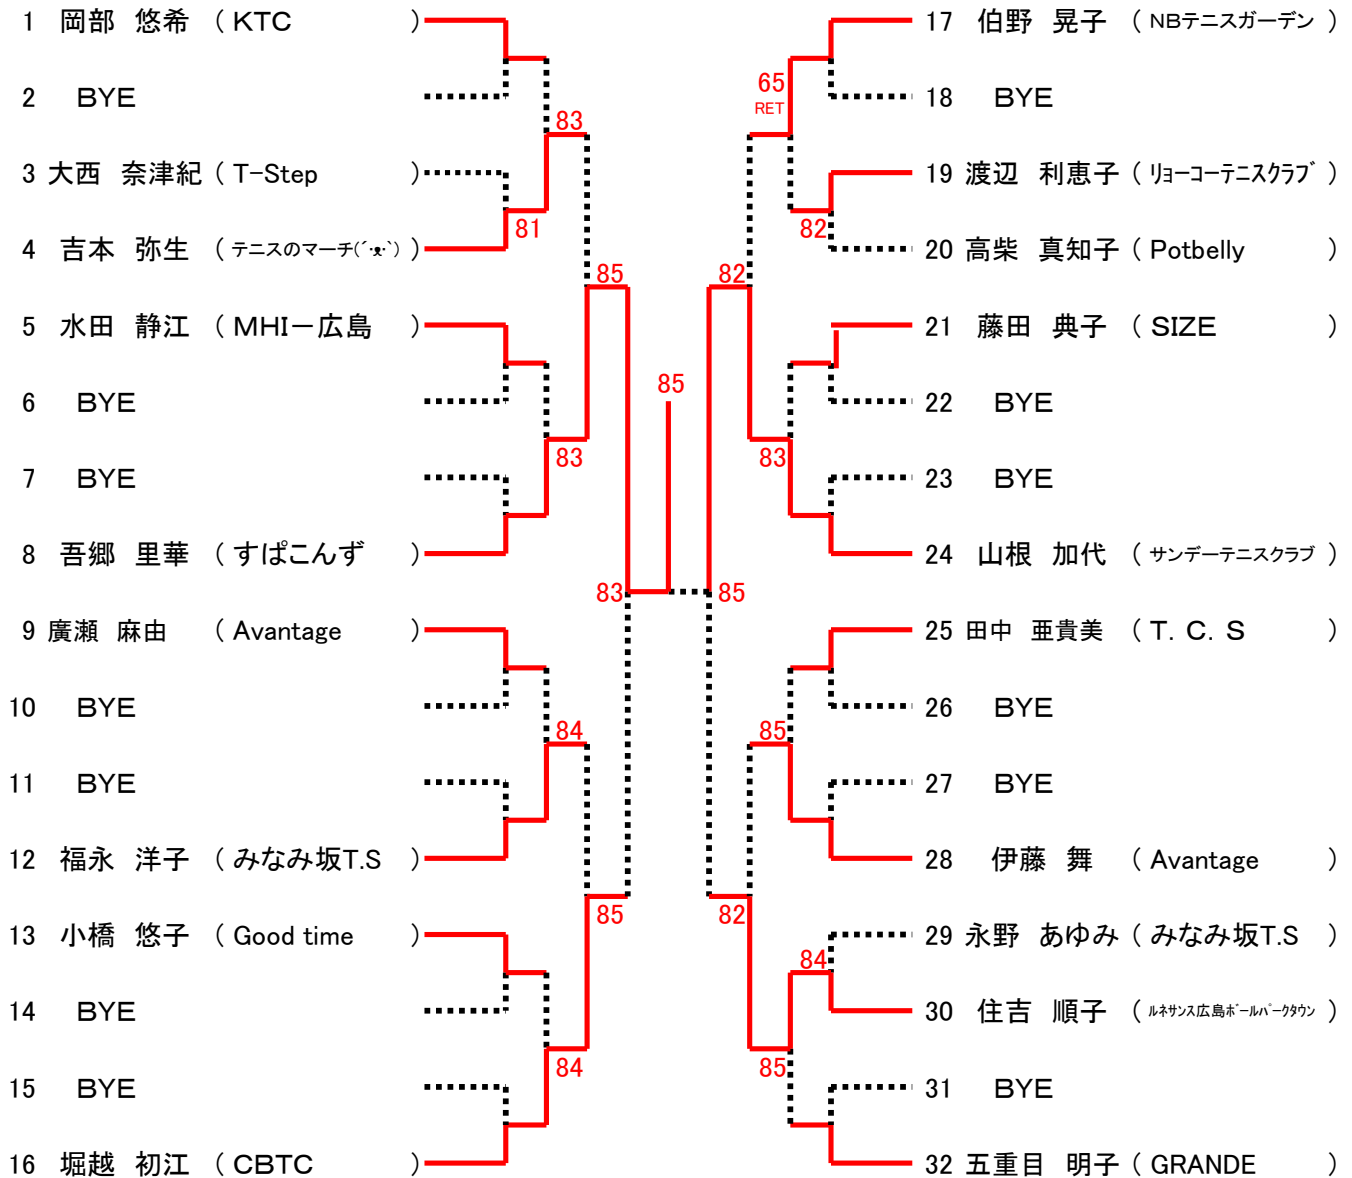 1 岡部 悠希 ( KTC )
2 BYE
83
3 大西 奈津紀 ( T-Step )
81
4 吉本 弥生 ( テニスのマーチ(´･ｪ･`) )
85
5 水田 静江 ( MHI－広島 )
6 BYE
83
7 BYE
8 吾郷 里華 ( すぱこんず )
85
83
9 廣瀬 麻由 ( Avantage )
10 BYE
84
11 BYE
12 福永 洋子 ( みなみ坂T.S )
85
13 小橋 悠子 ( Good time )
14 BYE
84
15 BYE
16 堀越 初江 ( CBTC )
17 伯野 晃子 ( NBテニスガーデン )
65
RET
18 BYE
19 渡辺 利恵子 ( リョーコーテニスクラブ )
82
20 高柴 真知子 ( Potbelly )
82
21 藤田 典子 ( SIZE )
22 BYE
83
23 BYE
24 山根 加代 ( サンデーテニスクラブ )
85
25 田中 亜貴美 ( T. C. S )
26 BYE
85
27 BYE
28 伊藤 舞 ( Avantage )
82
29 永野 あゆみ ( みなみ坂T.S )
84
30 住吉 順子 ( ルネサンス広島ボールパークタウン )
85
31 BYE
32 五重目 明子 ( GRANDE )